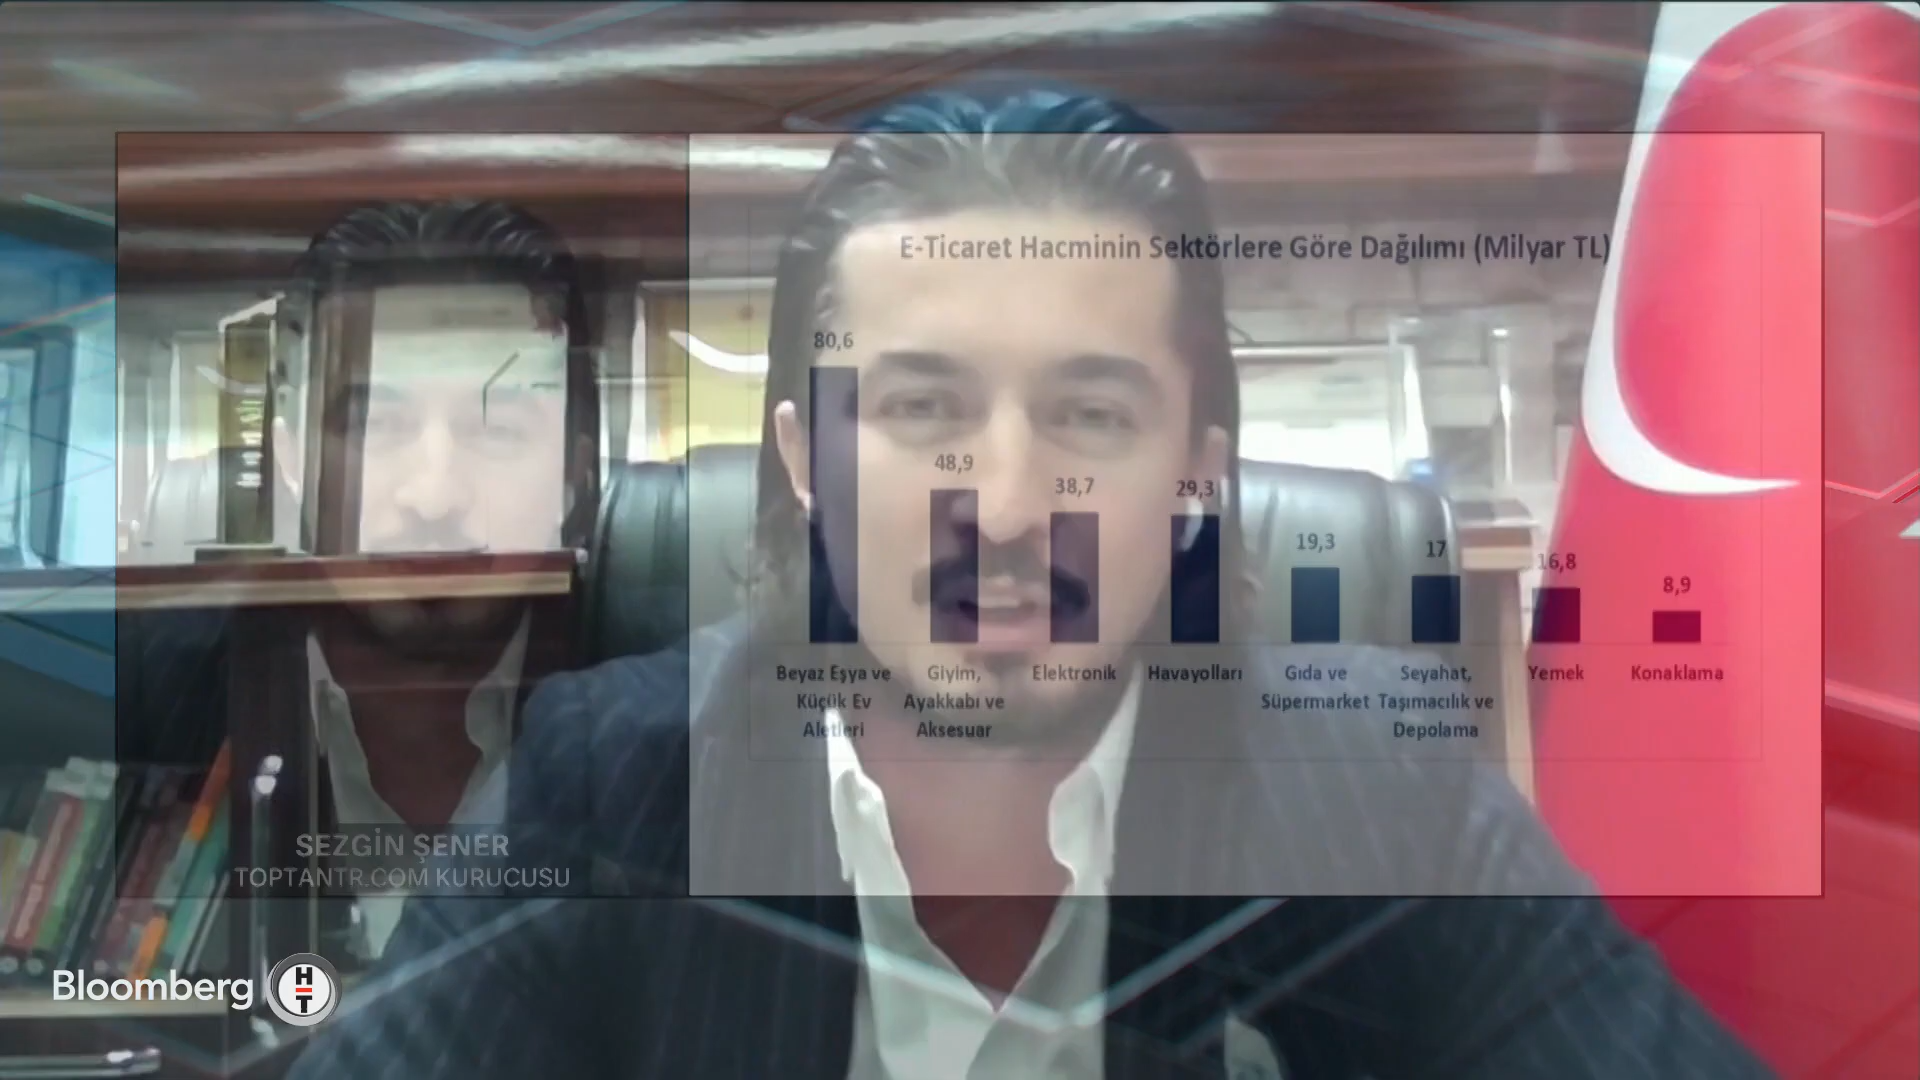 E-Ticaret Hacminin Sektörlere Göre Dağılımı (Milyar TL)
80,6
48,9
38,7
29,3
19,3
17
16,8
8,9
Beyaz Eşya ve
Küçük Ev
Aletleri
Giyim,
Ayakkabı ve
Aksesuar
Elektronik
Havayolları
Gıda ve
Süpermarket
Seyahat,
Taşımacılık ve
Depolama
Yemek
Konaklama
SEZGİN ŞENER
TOPTANTR.COM KURUCUSU
Bloomberg HT